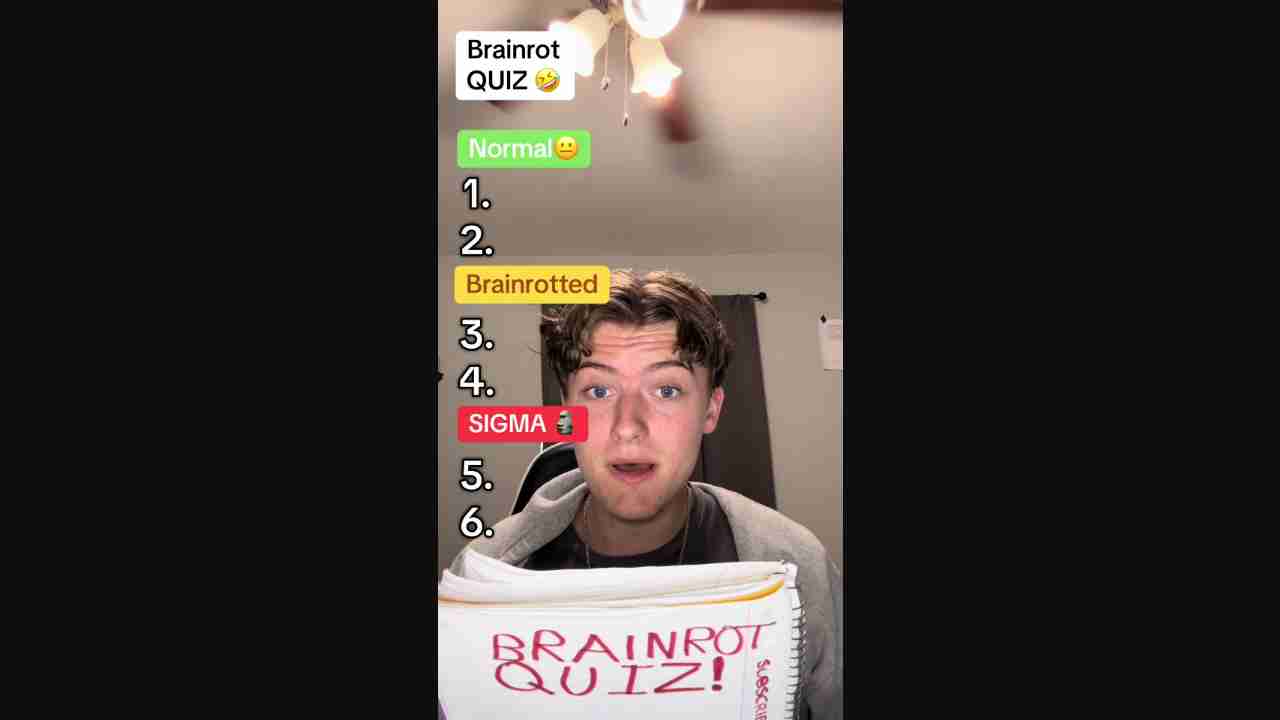 Brainrot
QUIZ 🤣
Normal😐
1.
2.
Brainrotted
3.
4.
SIGMA 🗿
5.
6.
BRAINROT
QUIZ!